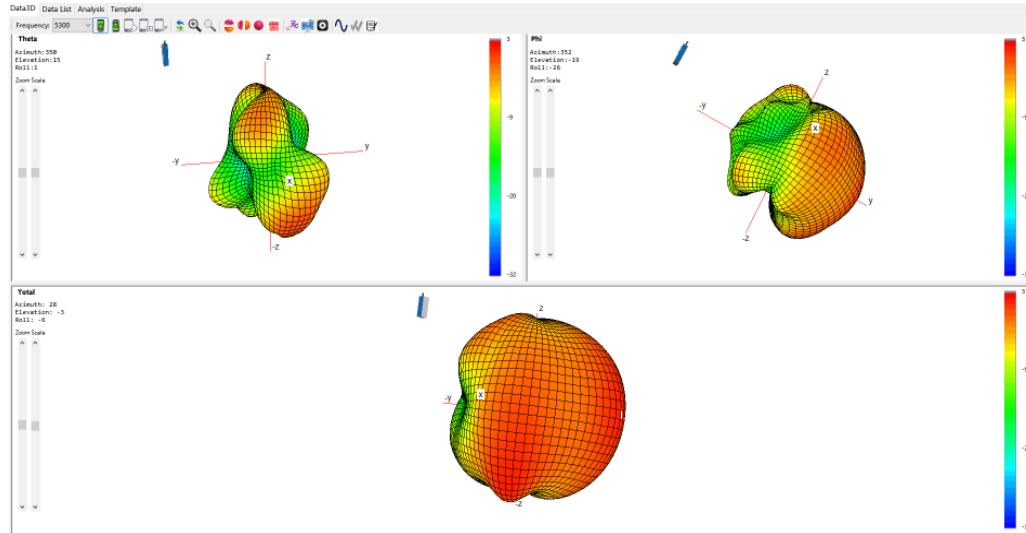 Data3D Data List Analysis Template
Frequency: 5300
Theta
Azimuth:350
Elevation:15
Roll:1
Zoom Scale
z
-y
y
x
-z
3
-9
-20
-32
Phi
Azimuth:352
Elevation:-19
Roll:-26
Zoom Scale
z
-y
x
y
-z
3
Total
Azimuth: 28
Elevation: -3
Roll: -6
Zoom Scale
z
-y
x
-z
3